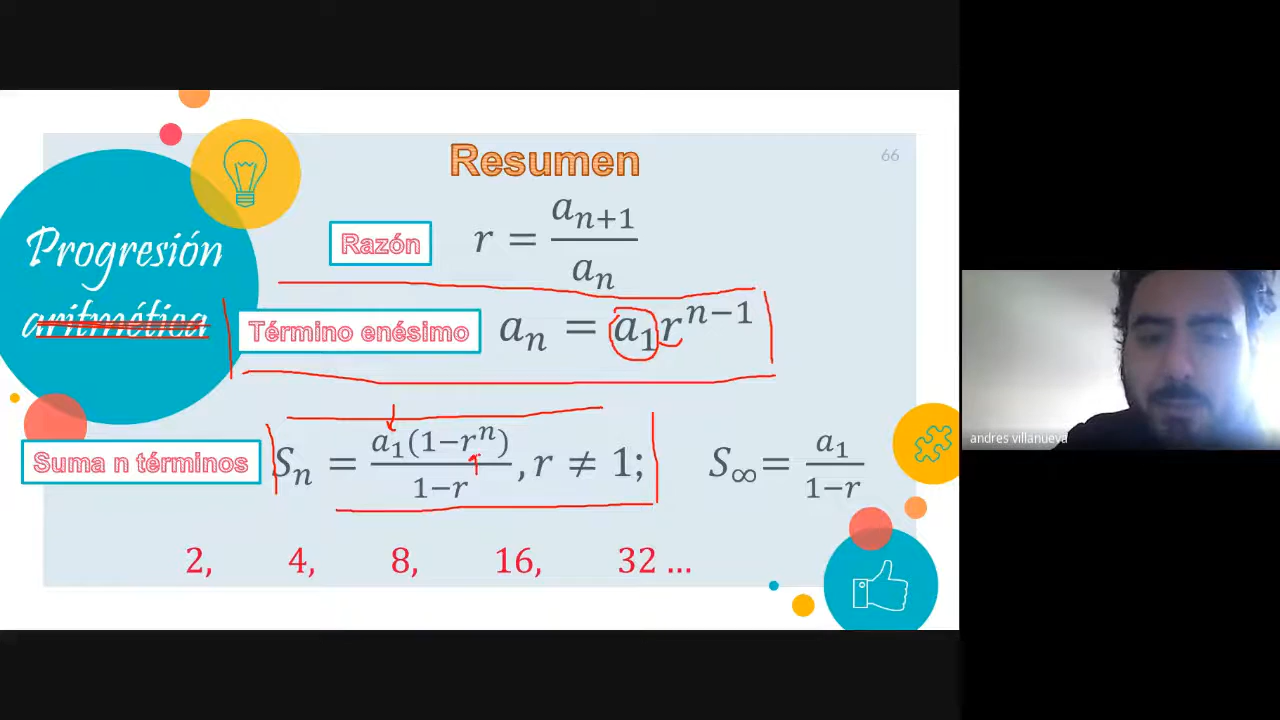 Resumen
66
Progresión
aritmética
Razón
r = a_{n+1}/a_n
Término enésimo
a_n = a_1 r^{n−1}
Suma n términos
S_n = a_1(1−r^n)/1−r , r ≠ 1; S_∞ = a_1/1−r
2, 4, 8, 16, 32 ...
andres villanueva